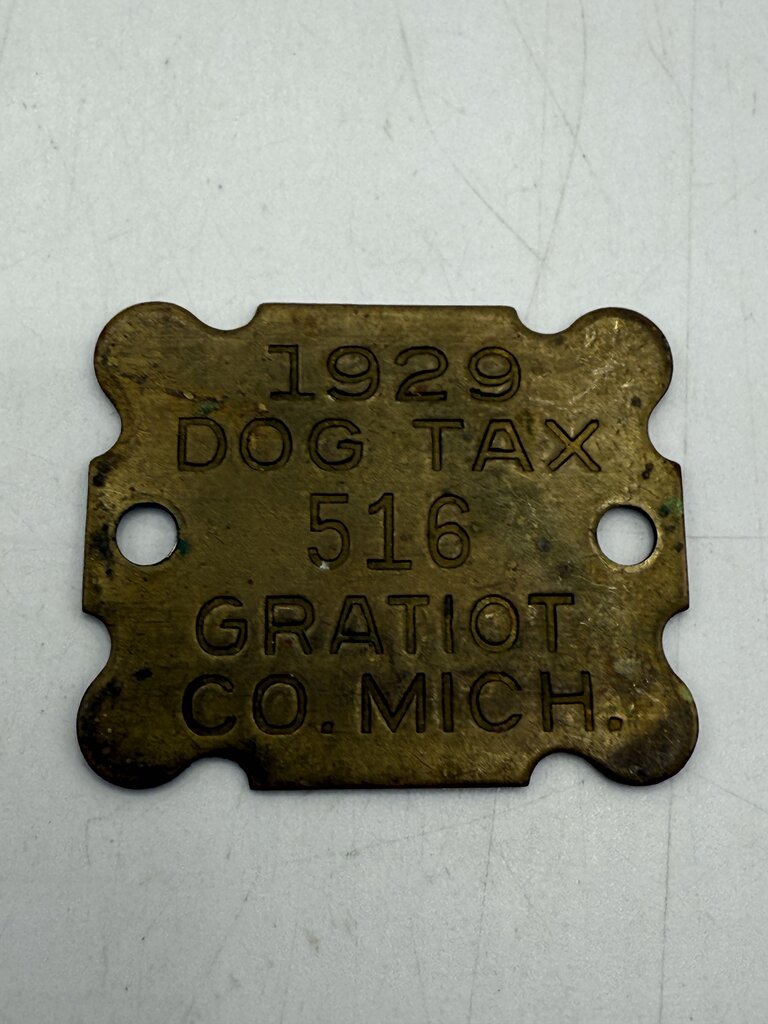 1929
DOG TAX
516
GRATIOT
CO. MICH.